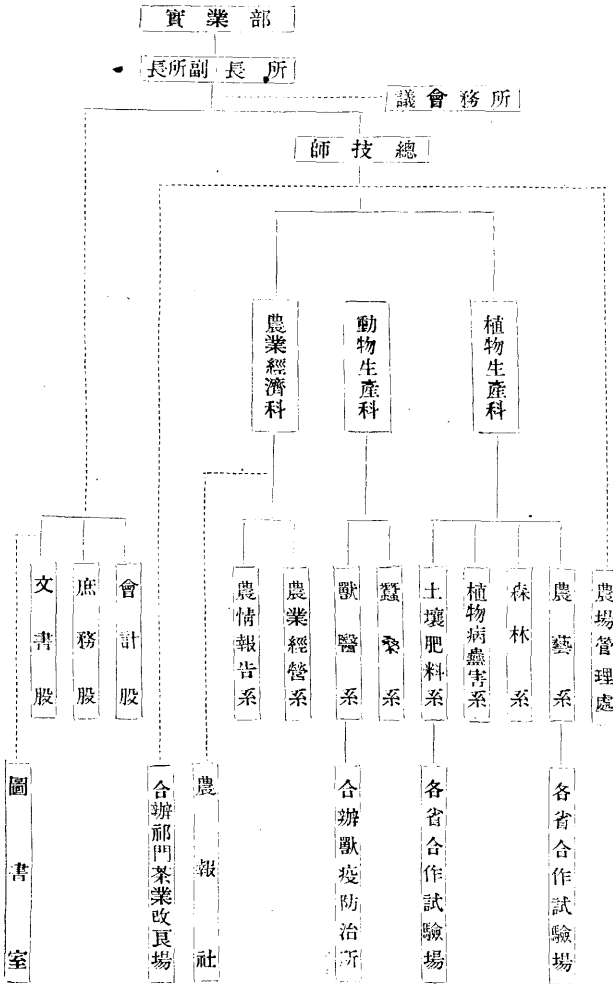 實業部
所長 副所長
所務會議
總技師
植物生產科
動物生產科
農業經濟科
農場管理處
農藝系
森林系
植物病蟲害系
土壤肥料系
蠶桑系
獸醫系
農業經營系
農情報告系
會計股
庶務股
文書股
各省合作試驗場
各省合作試驗場
合辦獸疫防治所
農報社
合辦祁門茶業改良場
圖書室